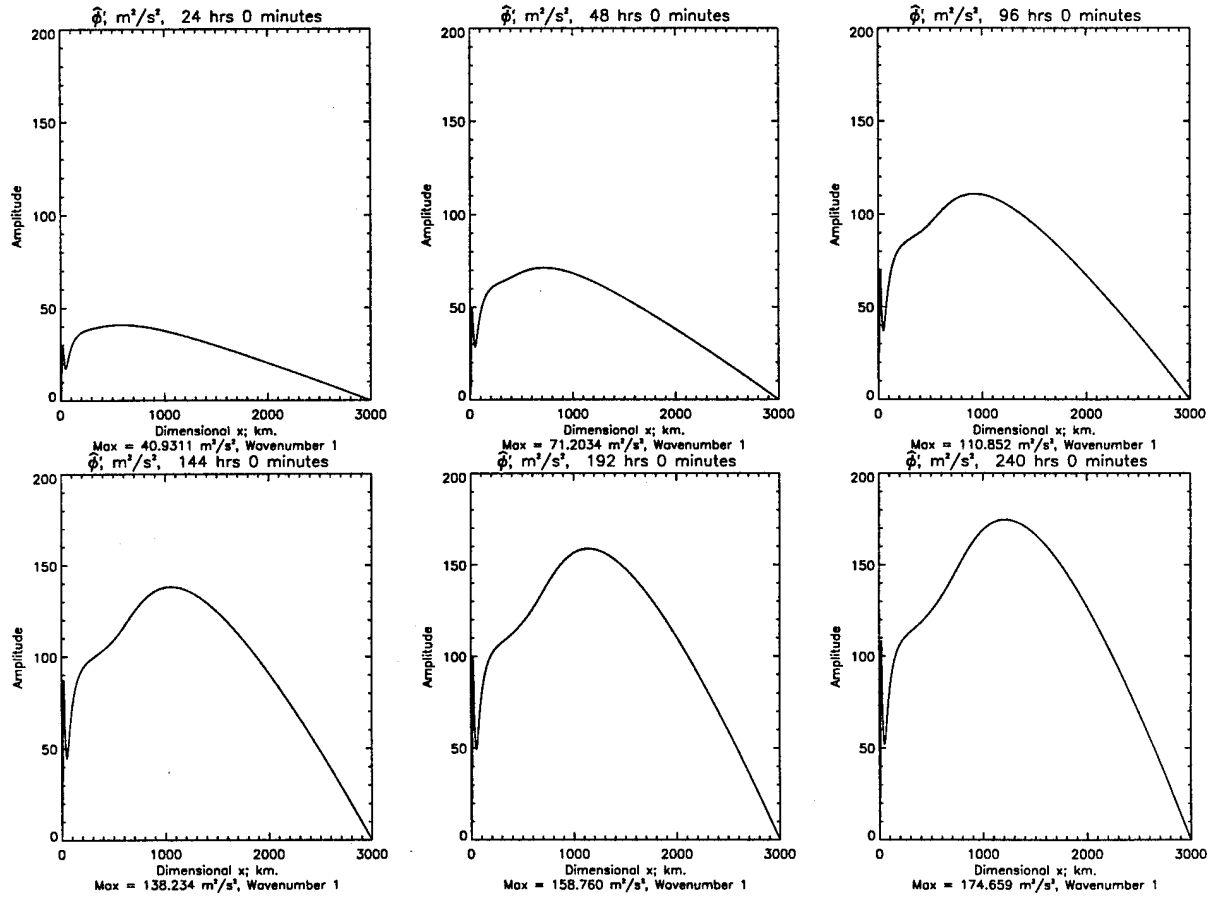 φ̂′, m²/s², 24 hrs 0 minutes
200
150
100
50
0
Amplitude
0 1000 2000 3000
Dimensional x; km.
Max = 40.9311 m²/s², Wavenumber 1
φ̂′, m²/s², 48 hrs 0 minutes
200
150
100
50
0
Amplitude
0 1000 2000 3000
Dimensional x; km.
Max = 71.2034 m²/s², Wavenumber 1
φ̂′, m²/s², 96 hrs 0 minutes
200
150
100
50
0
Amplitude
0 1000 2000 3000
Dimensional x; km.
Max = 110.852 m²/s², Wavenumber 1
φ̂′, m²/s², 144 hrs 0 minutes
200
150
100
50
0
Amplitude
0 1000 2000 3000
Dimensional x; km.
Max = 138.234 m²/s², Wavenumber 1
φ̂′, m²/s², 192 hrs 0 minutes
200
150
100
50
0
Amplitude
0 1000 2000 3000
Dimensional x; km.
Max = 158.760 m²/s², Wavenumber 1
φ̂′, m²/s², 240 hrs 0 minutes
200
150
100
50
0
Amplitude
0 1000 2000 3000
Dimensional x; km.
Max = 174.659 m²/s², Wavenumber 1